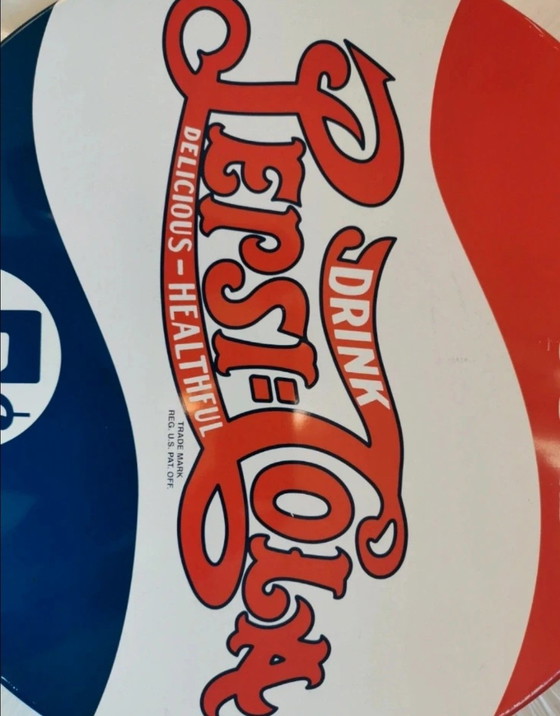 DRINK
PEPSI=COLA
DELICIOUS-HEALTHFUL
TRADE MARK
REG. U.S. PAT. OFF.